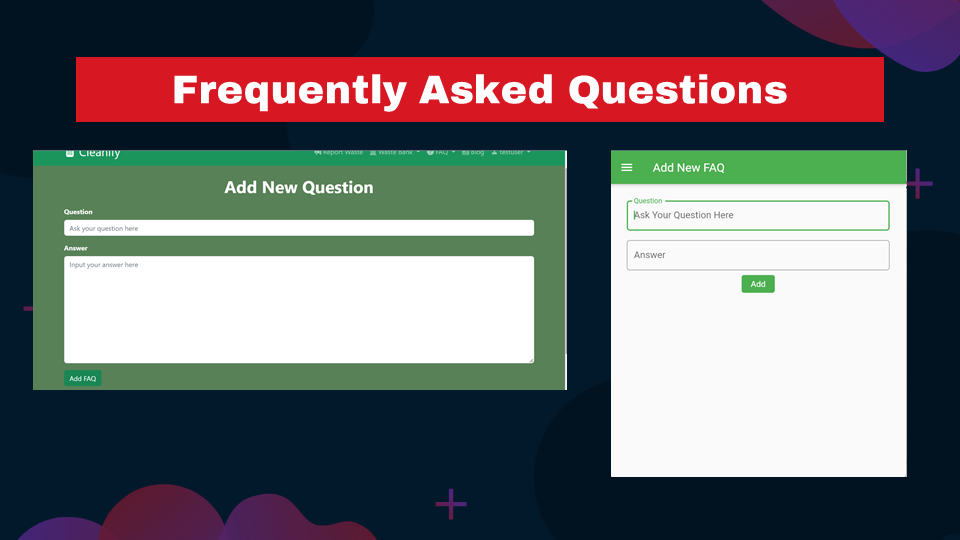 Frequently Asked Questions
Cleanify Report Waste Waste Bank FAQ Blog testuser
Add New Question
Question
Ask your question here
Answer
Input your answer here
Add FAQ
Add New FAQ
Question
Ask Your Question Here
Answer
Add